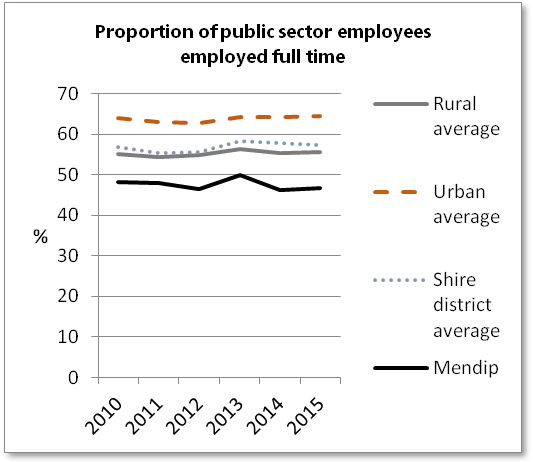 Proportion of public sector employees
employed full time
70
60
50
40
30
20
10
0
%
2010
2011
2012
2013
2014
2015
Rural
average
Urban
average
Shire
district
average
Mendip